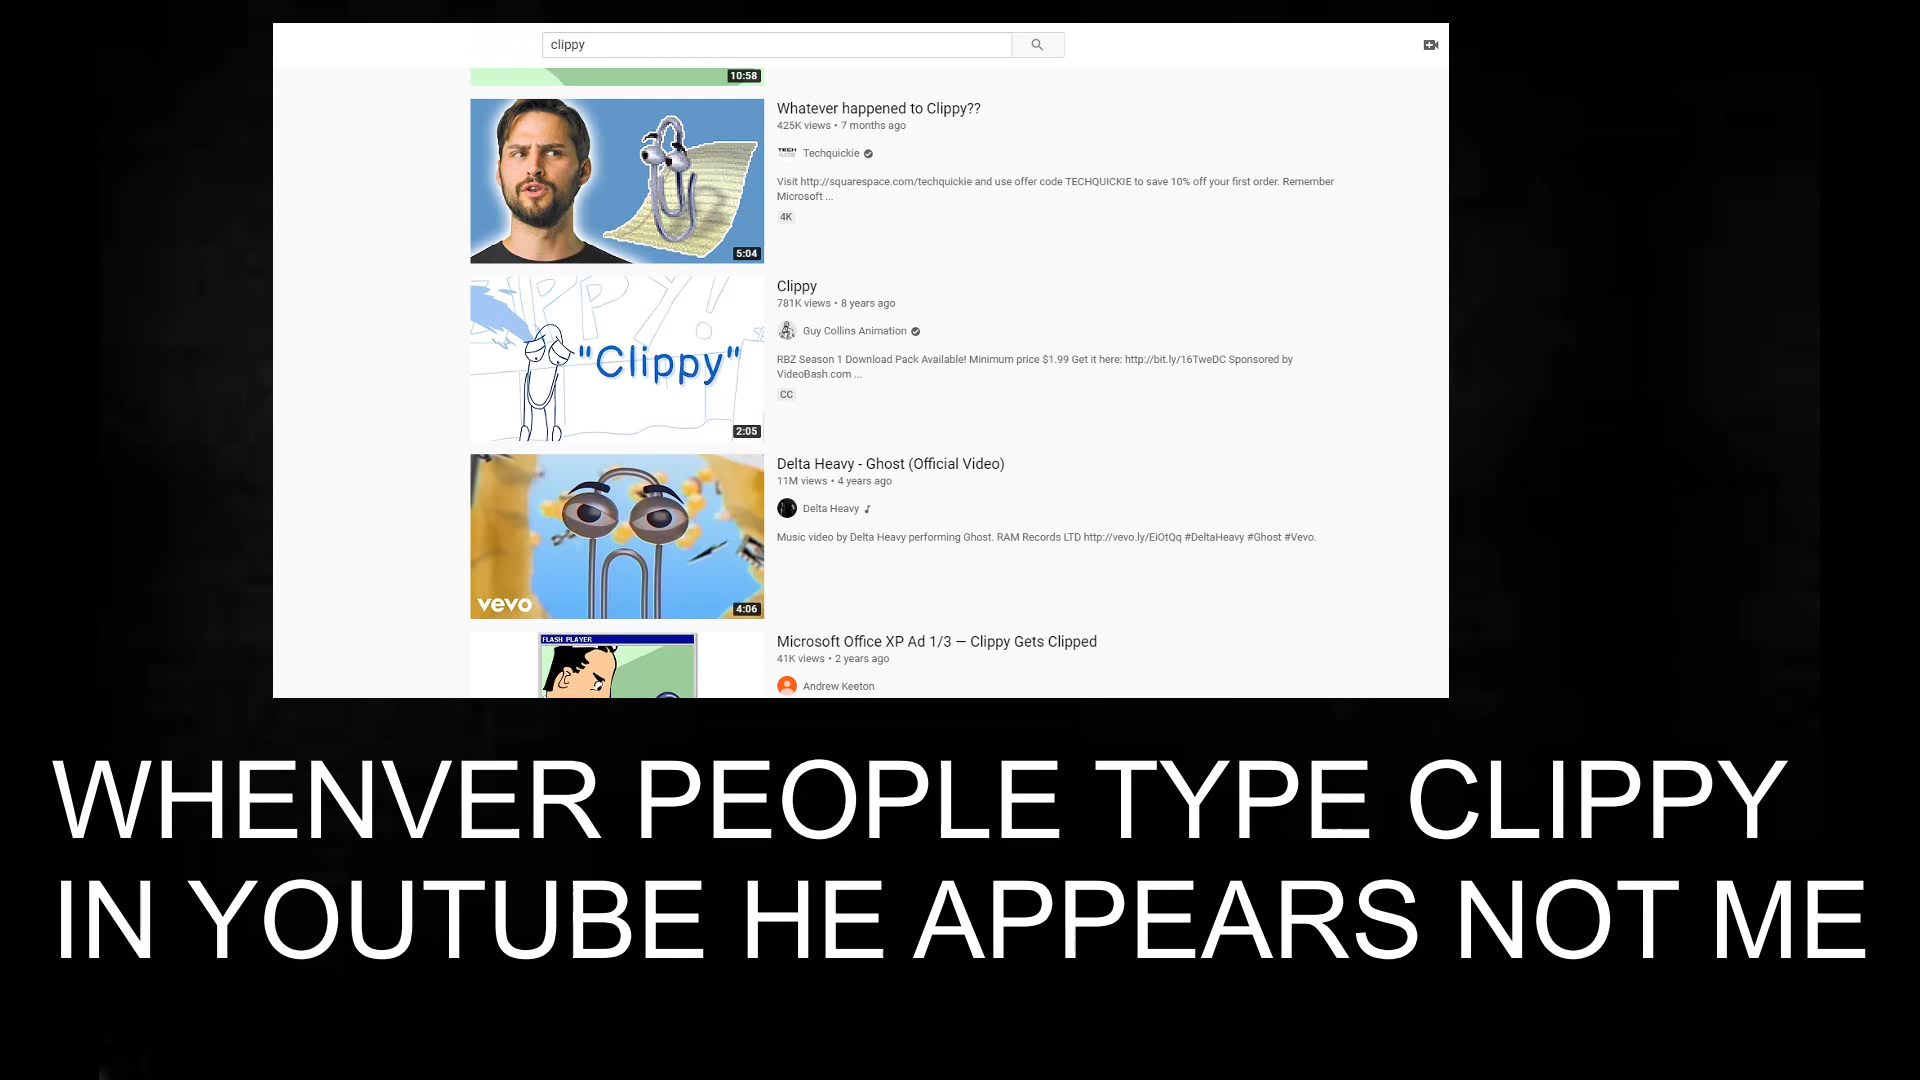 clippy
10:58
Whatever happened to Clippy??
425K views • 7 months ago
TECH
Techquickie
Visit http://squarespace.com/techquickie and use offer code TECHQUICKIE to save 10% off your first order. Remember
Microsoft ...
4K
5:04
Clippy
781K views • 8 years ago
Guy Collins Animation
RBZ Season 1 Download Pack Available! Minimum price $1.99 Get it here: http://bit.ly/16TweDC Sponsored by
VideoBash.com ...
CC
"Clippy"
2:05
Delta Heavy - Ghost (Official Video)
11M views • 4 years ago
Delta Heavy
Music video by Delta Heavy performing Ghost. RAM Records LTD http://vevo.ly/EiOtQq #DeltaHeavy #Ghost #Vevo.
vevo
4:06
Microsoft Office XP Ad 1/3 — Clippy Gets Clipped
41K views • 2 years ago
Andrew Keeton
FLASH PLAYER
WHENVER PEOPLE TYPE CLIPPY
IN YOUTUBE HE APPEARS NOT ME